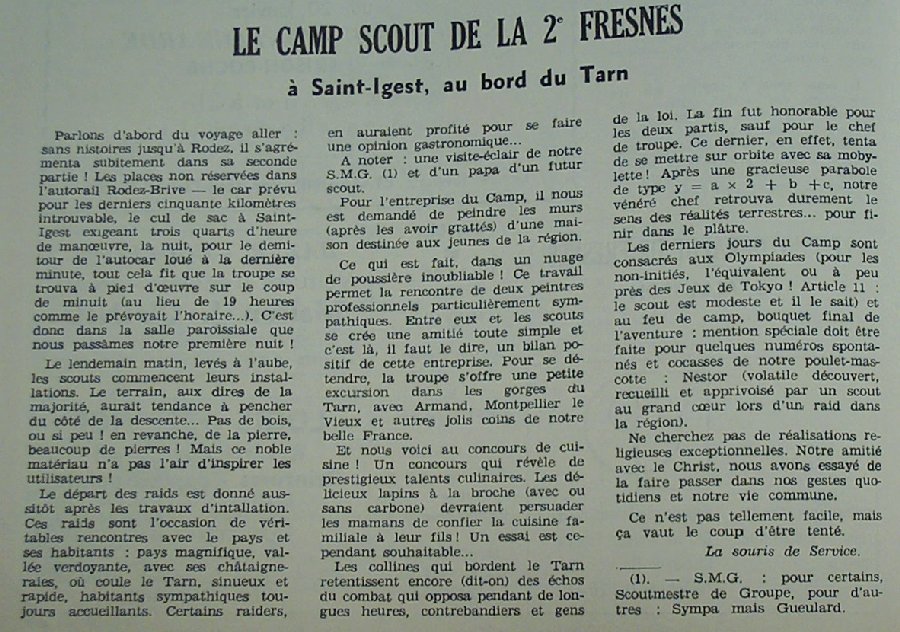 LE CAMP SCOUT DE LA 2e FRESNES
à Saint-Igest, au bord du Tarn
Parlons d'abord du voyage aller :
sans histoires jusqu'à Rodez, il s'agré-
menta subitement dans sa seconde
partie ! Les places non réservées dans
l'autorail Rodez-Brive — le car prévu
pour les derniers cinquante kilomètres
introuvable, le cul de sac à Saint-
Igest exigeant trois quarts d'heure
de manœuvre, la nuit, pour le demi-
tour de l'autocar loué à la dernière
minute, tout cela fit que la troupe se
trouva à pied d'œuvre sur le coup
de minuit (au lieu de 19 heures
comme le prévoyait l'horaire...). C'est
donc dans la salle paroissiale que
nous passâmes notre première nuit !
Le lendemain matin, levés à l'aube,
les scouts commencent leurs instal-
lations. Le terrain, aux dires de la
majorité, aurait tendance à pencher
du côté de la descente... Pas de bois,
ou si peu ! en revanche, de la pierre,
beaucoup de pierres ! Mais ce noble
matériau n'a pas l'air d'inspirer les
utilisateurs !
Le départ des raids est donné aus-
sitôt après les travaux d'intallation.
Ces raids sont l'occasion de véri-
tables rencontres avec le pays et
ses habitants : pays magnifique, val-
lée verdoyante, avec ses châtaigne-
raies, où coule le Tarn, sinueux et
rapide, habitants sympathiques tou-
jours accueillants. Certains raiders,
en auraient profité pour se faire
une opinion gastronomique...
A noter : une visite-éclair de notre
S.M.G. (1) et d'un papa d'un futur
scout.
Pour l'entreprise du Camp, il nous
est demandé de peindre les murs
(après les avoir grattés) d'une mai-
son destinée aux jeunes de la région.
Ce qui est fait, dans un nuage
de poussière inoubliable ! Ce travail
permet la rencontre de deux peintres
professionnels particulièrement sym-
pathiques. Entre eux et les scouts
se crée une amitié toute simple et
c'est là, il faut le dire, un bilan po-
sitif de cette entreprise. Pour se dé-
tendre, la troupe s'offre une petite
excursion dans les gorges du
Tarn, avec Armand, Montpellier le
Vieux et autres jolis coins de notre
belle France.
Et nous voici au concours de cui-
sine ! Un concours qui révèle de
prestigieux talents culinaires. Les dé-
licieux lapins à la broche (avec ou
sans carbone) devraient persuader
les mamans de confier la cuisine fa-
miliale à leur fils ! Un essai est ce-
pendant souhaitable...
Les collines qui bordent le Tarn
retentissent encore (dit-on) des échos
du combat qui opposa pendant de lon-
gues heures, contrebandiers et gens
de la loi. La fin fut honorable pour
les deux partis, sauf pour le chef
de troupe. Ce dernier, en effet, tenta
de se mettre sur orbite avec sa moby-
lette ! Après une gracieuse parabole
de type y = a x 2 + b +c, notre
vénéré chef retrouva durement le
sens des réalités terrestres... pour fi-
nir dans le plâtre.
Les derniers jours du Camp sont
consacrés aux Olympiades (pour les
non-initiés, l'équivalent ou à peu
près des Jeux de Tokyo ! Article 11 :
le scout est modeste et il le sait) et
au feu de camp, bouquet final de
l'aventure : mention spéciale doit être
faite pour quelques numéros sponta-
nés et cocasses de notre poulet-mas-
cotte : Nestor (volatile découvert,
recueilli et apprivoisé par un scout
au grand cœur lors d'un raid dans
la région).
Ne cherchez pas de réalisations re-
ligieuses exceptionnelles. Notre amitié
avec le Christ, nous avons essayé de
la faire passer dans nos gestes quo-
tidiens et notre vie commune.
Ce n'est pas tellement facile, mais
ça vaut le coup d'être tenté.
La souris de Service.
(1). — S.M.G. : pour certains,
Scoutmestre de Groupe, pour d'au-
tres : Sympa mais Gueulard.